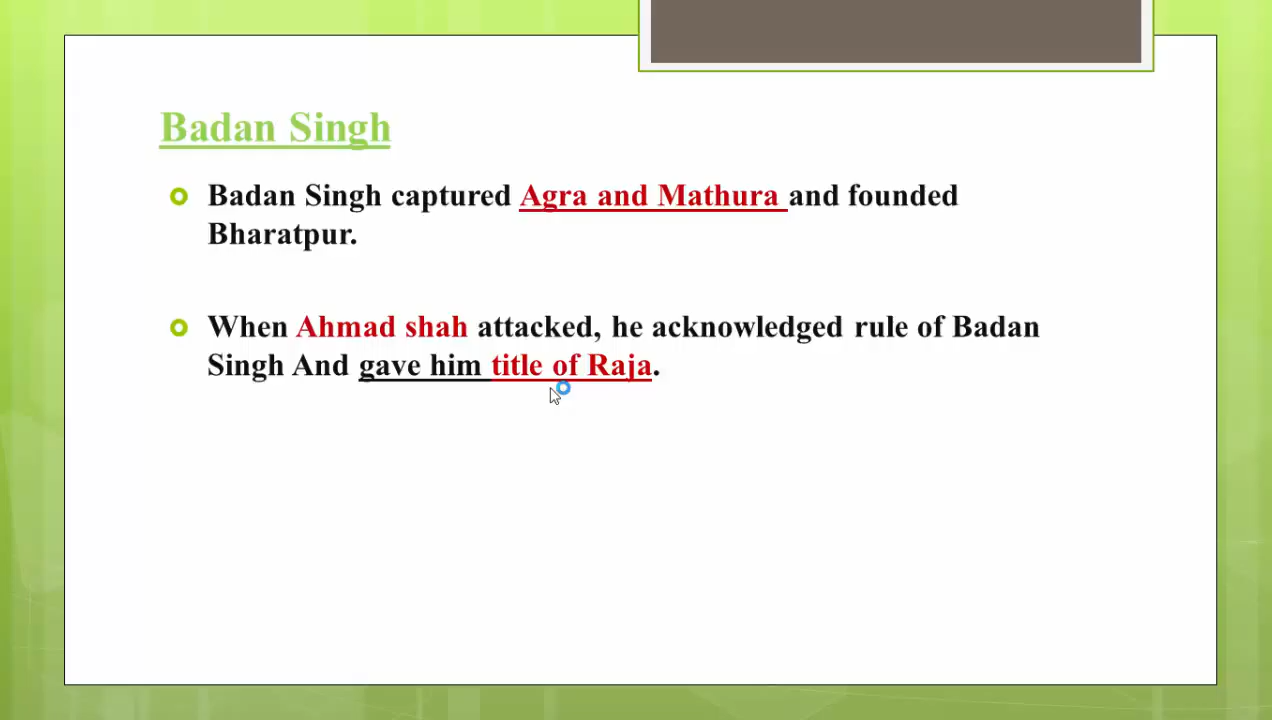 Badan Singh
Badan Singh captured Agra and Mathura and founded
Bharatpur.
When Ahmad shah attacked, he acknowledged rule of Badan
Singh And gave him title of Raja.